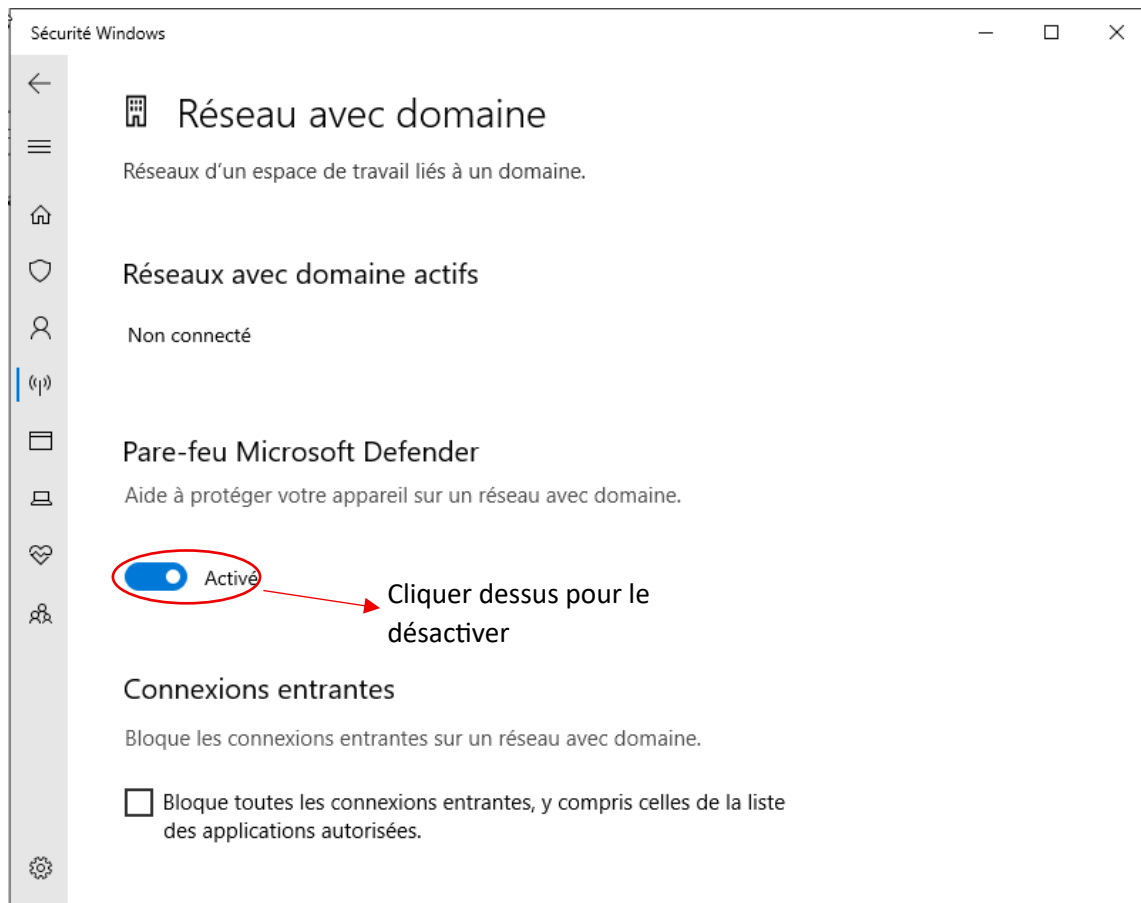 Sécurité Windows
Réseau avec domaine
Réseaux d’un espace de travail liés à un domaine.
Réseaux avec domaine actifs
Non connecté
Pare-feu Microsoft Defender
Aide à protéger votre appareil sur un réseau avec domaine.
Activé
Cliquer dessus pour le
désactiver
Connexions entrantes
Bloque les connexions entrantes sur un réseau avec domaine.
Bloque toutes les connexions entrantes, y compris celles de la liste
des applications autorisées.